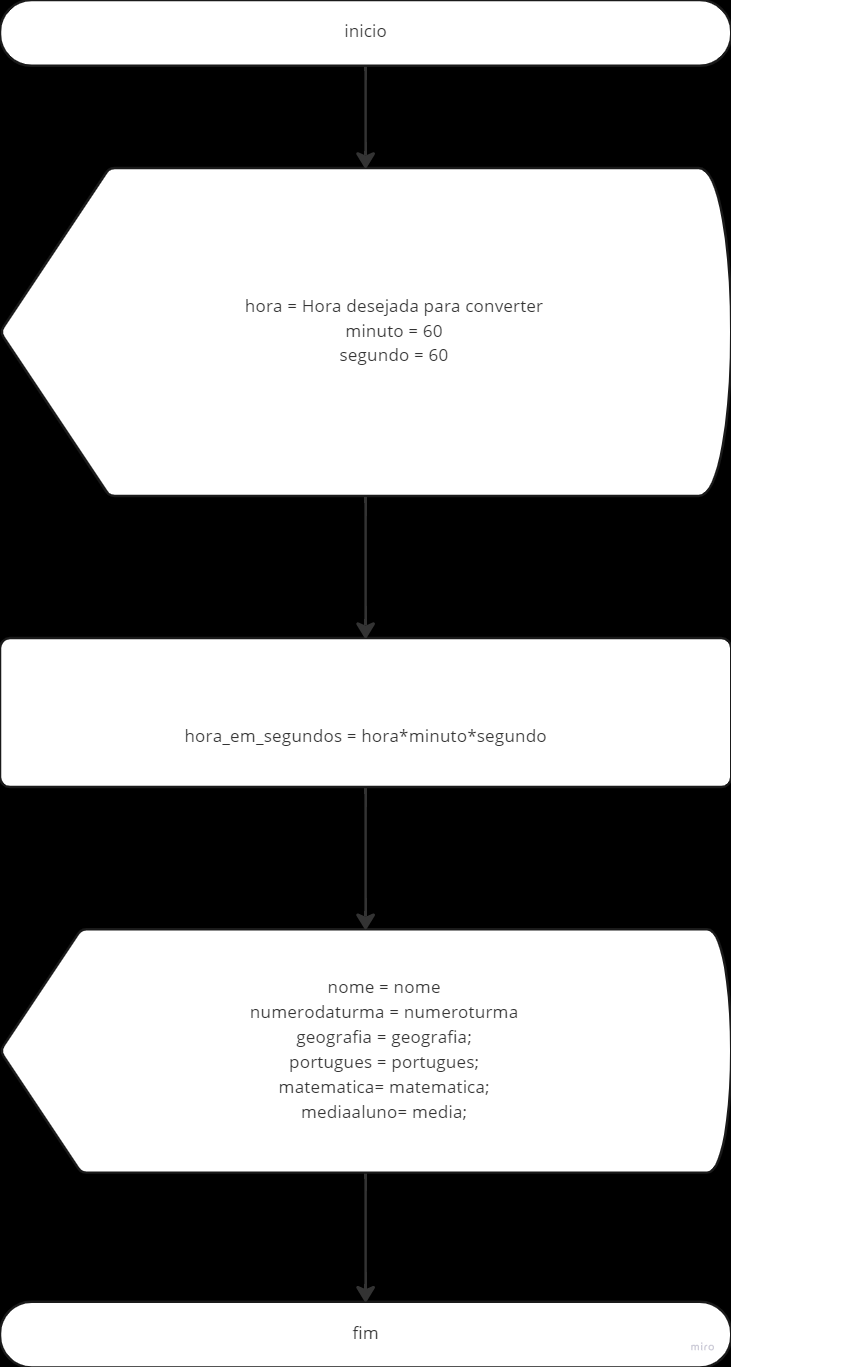 inicio
hora = Hora desejada para converter
minuto = 60
segundo = 60
hora_em_segundos = hora*minuto*segundo
nome = nome
numerodaturma = numeroturma
geografia = geografia;
portugues = portugues;
matematica= matematica;
mediaaluno= media;
fim
miro